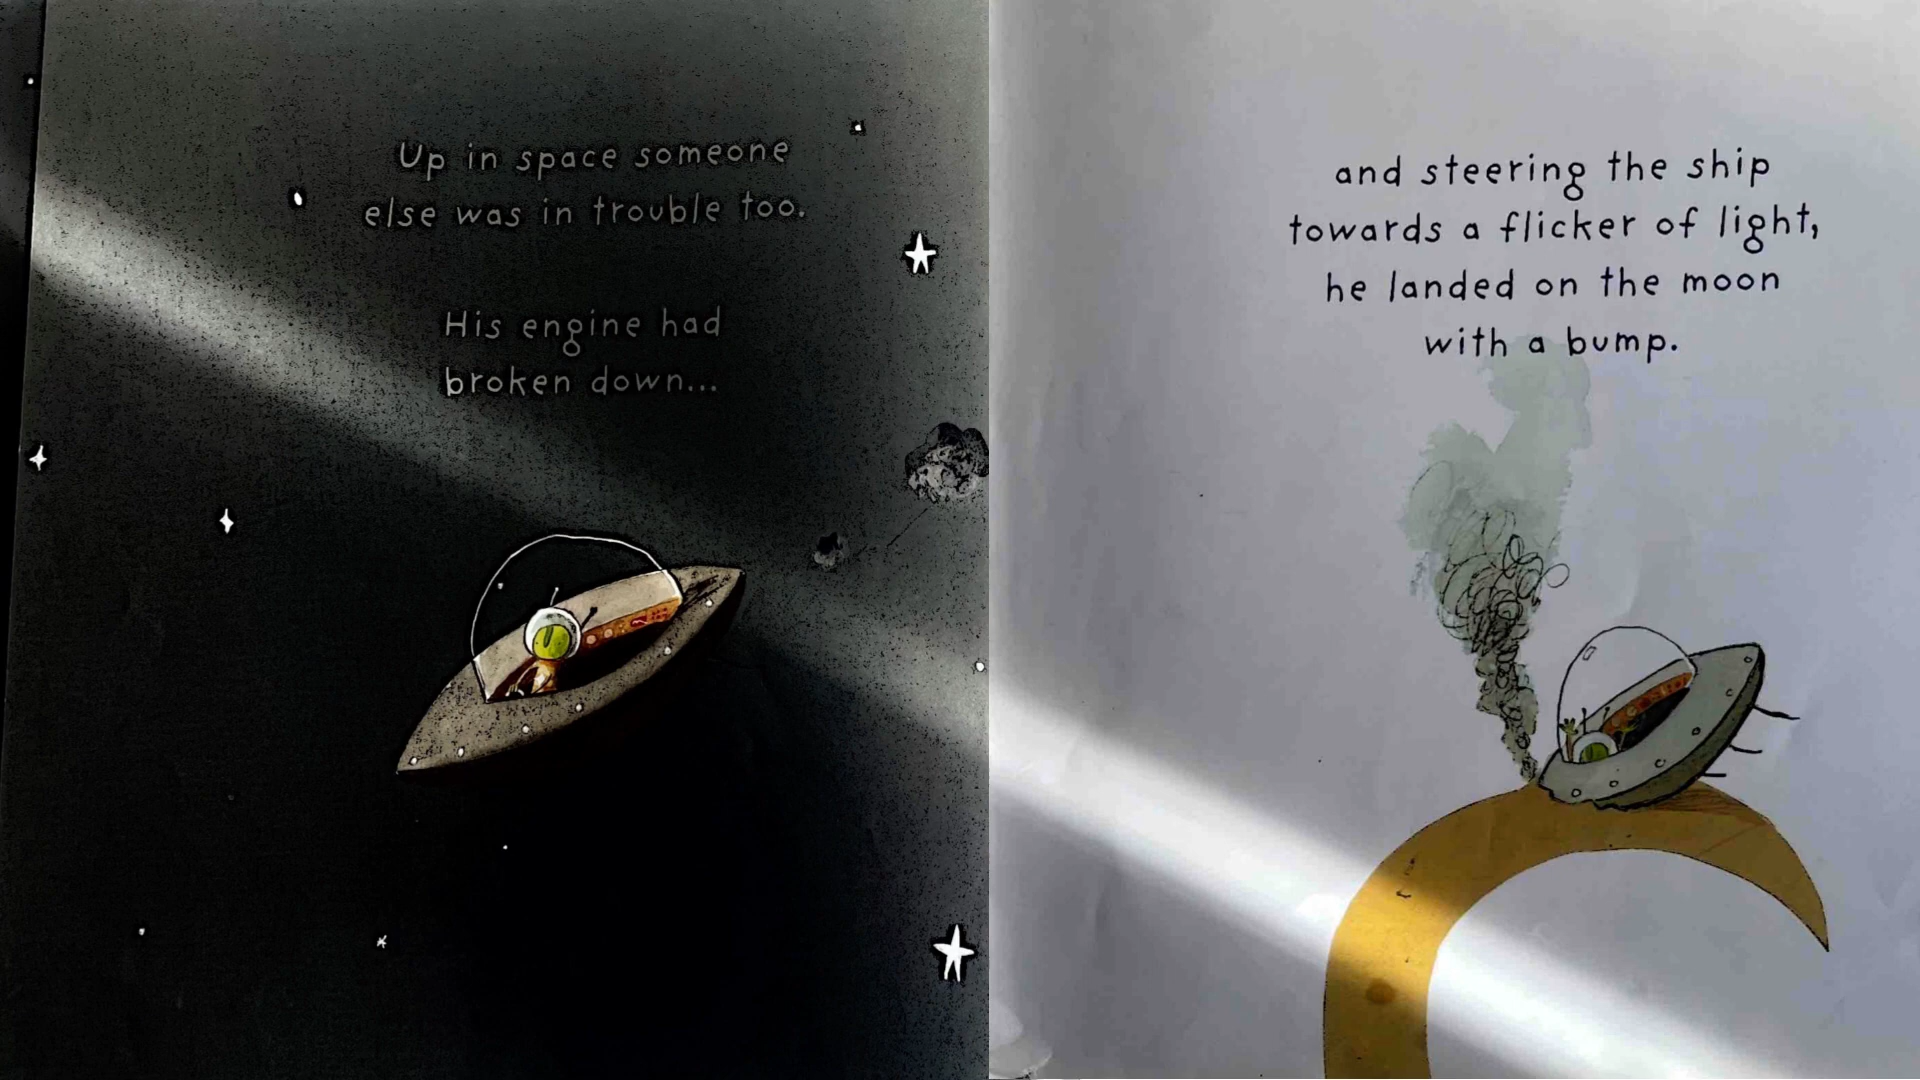 Up in space someone
else was in trouble too.
His engine had
broken down...
and steering the ship
towards a flicker of light,
he landed on the moon
with a bump.